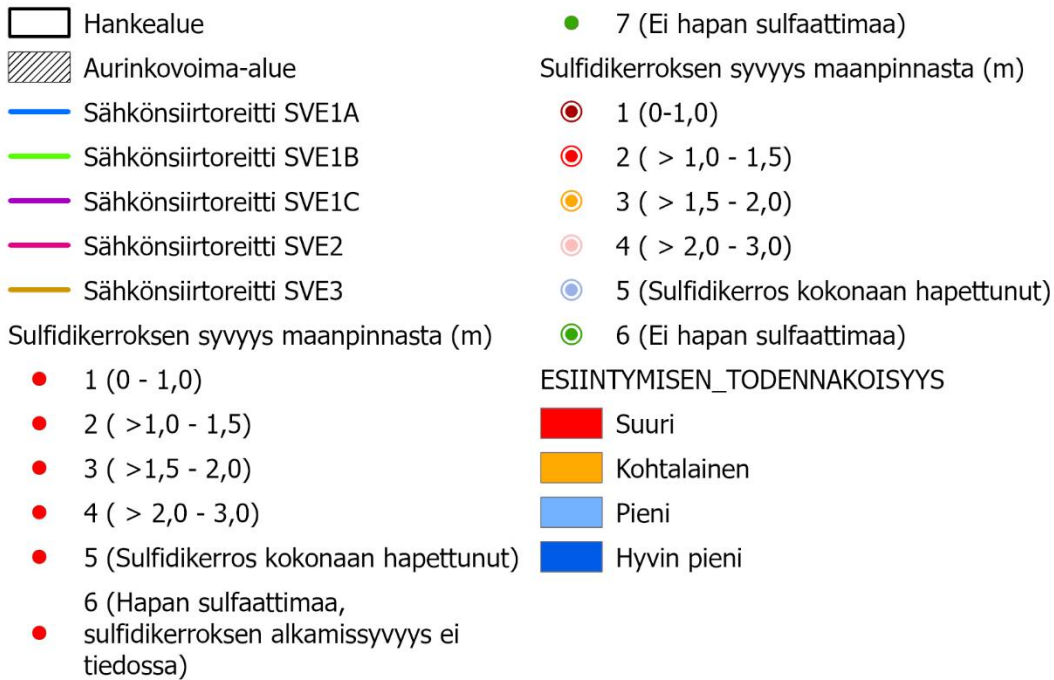 Hankealue
Aurinkovoima-alue
Sähkönsiirtoreitti SVE1A
Sähkönsiirtoreitti SVE1B
Sähkönsiirtoreitti SVE1C
Sähkönsiirtoreitti SVE2
Sähkönsiirtoreitti SVE3
Sulfidikerroksen syvyys maanpinnasta (m)
1 (0 - 1,0)
2 ( >1,0 - 1,5)
3 ( >1,5 - 2,0)
4 ( > 2,0 - 3,0)
5 (Sulfidikerros kokonaan hapettunut)
6 (Hapan sulfaattimaa,
sulfidikerroksen alkamissyvyys ei
tiedossa)
7 (Ei hapan sulfaattimaa)
Sulfidikerroksen syvyys maanpinnasta (m)
1 (0-1,0)
2 ( > 1,0 - 1,5)
3 ( > 1,5 - 2,0)
4 ( > 2,0 - 3,0)
5 (Sulfidikerros kokonaan hapettunut)
6 (Ei hapan sulfaattimaa)
ESIINTYMISEN_TODENNAKOISYYS
Suuri
Kohtalainen
Pieni
Hyvin pieni